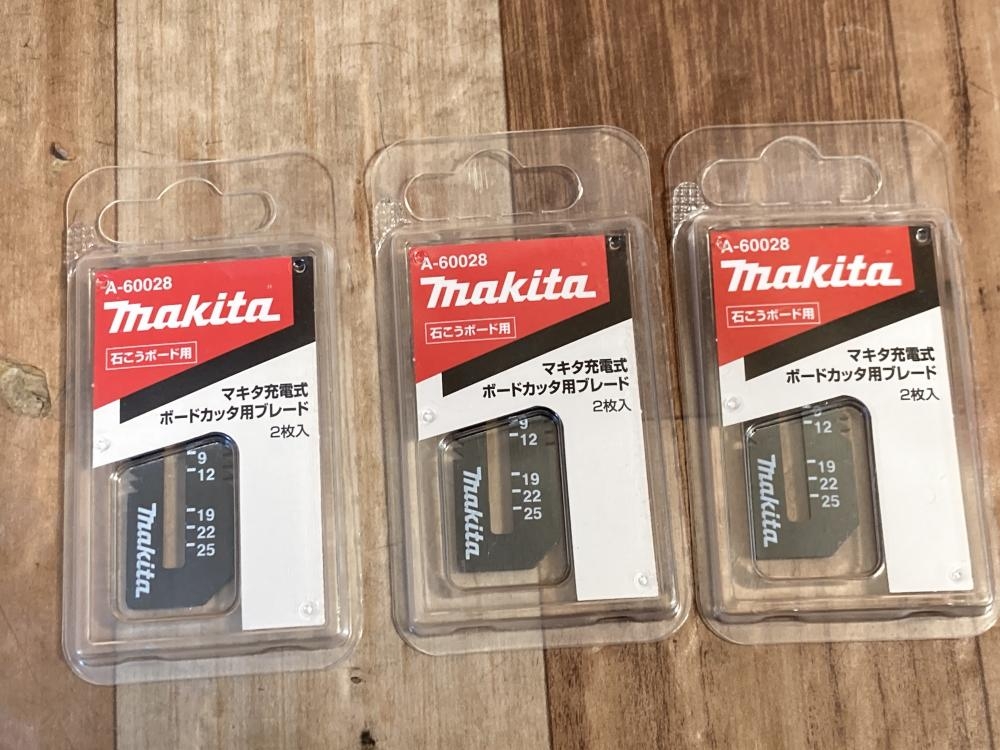 A-60028
makita
石こうボード用
マキタ充電式
ボードカッタ用ブレード
2枚入
9
12
19
22
25
makita
A-60028
makita
石こうボード用
マキタ充電式
ボードカッタ用ブレード
2枚入
9
12
19
22
25
makita
A-60028
makita
石こうボード用
マキタ充電式
ボードカッタ用ブレード
2枚入
9
12
19
22
25
makita